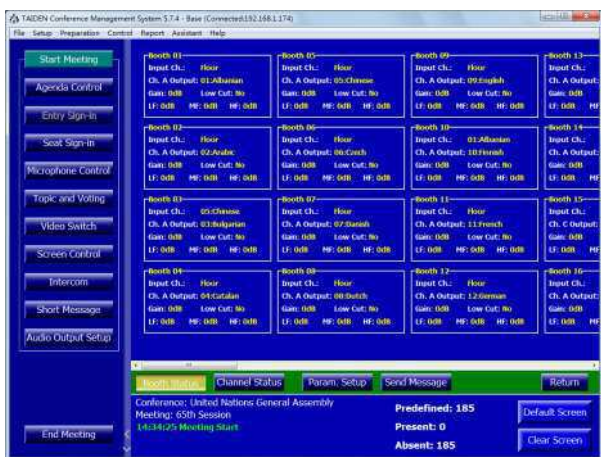 TAIDEN Conference Management System 5.7.4 - Base (Connected:192.168.1.174)
File Setup Preparation Control Report Assistant Help
Start Meeting
Agenda Control
Entry Sign-in
Seat Sign-in
Microphone Control
Topic and Voting
Video Switch
Screen Control
Intercom
Short Message
Audio Output Setup
End Meeting
Booth 01
Input Ch.: Floor
Ch. A Output: 01:Albanian
Gain: 0dB Low Cut: No
LF: 0dB MF: 0dB HF: 0dB
Booth 05
Input Ch.: Floor
Ch. A Output: 05:Chinese
Gain: 0dB Low Cut: No
LF: 0dB MF: 0dB HF: 0dB
Booth 09
Input Ch.: Floor
Ch. A Output: 09:English
Gain: 0dB Low Cut: No
LF: 0dB MF: 0dB HF: 0dB
Booth 13
Input Ch.:
Ch. A Output:
Gain: 0dB
LF: 0dB MF
Booth 02
Input Ch.: Floor
Ch. A Output: 02:Arabic
Gain: 0dB Low Cut: No
LF: 0dB MF: 0dB HF: 0dB
Booth 06
Input Ch.: Floor
Ch. A Output: 06:Czech
Gain: 0dB Low Cut: No
LF: 0dB MF: 0dB HF: 0dB
Booth 10
Input Ch.: 01:Albanian
Ch. A Output: 10:Finnish
Gain: 0dB Low Cut: No
LF: 0dB MF: 0dB HF: 0dB
Booth 14
Input Ch.:
Ch. A Output:
Gain: 0dB
LF: 0dB MF
Booth 03
Input Ch.: 05:Chinese
Ch. A Output: 03:Bulgarian
Gain: 0dB Low Cut: No
LF: 0dB MF: 0dB HF: 0dB
Booth 07
Input Ch.: Floor
Ch. A Output: 07:Danish
Gain: 0dB Low Cut: No
LF: 0dB MF: 0dB HF: 0dB
Booth 11
Input Ch.: Floor
Ch. A Output: 11:French
Gain: 0dB Low Cut: No
LF: 0dB MF: 0dB HF: 0dB
Booth 15
Input Ch.:
Ch. C Output:
Gain: 0dB
LF: 0dB MF
Booth 04
Input Ch.: Floor
Ch. A Output: 04:Catalan
Gain: 0dB Low Cut: No
LF: 0dB MF: 0dB HF: 0dB
Booth 08
Input Ch.: Floor
Ch. A Output: 08:Dutch
Gain: 0dB Low Cut: No
LF: 0dB MF: 0dB HF: 0dB
Booth 12
Input Ch.: Floor
Ch. A Output: 12:German
Gain: 0dB Low Cut: No
LF: 0dB MF: 0dB HF: 0dB
Booth 16
Input Ch.:
Ch. A Output:
Gain: 0dB
LF: 0dB MF
Booth Status Channel Status Param. Setup Send Message Return
Conference: United Nations General Assembly
Meeting: 65th Session
14:34:25 Meeting Start
Predefined: 185
Present: 0
Absent: 185
Default Screen
Clear Screen